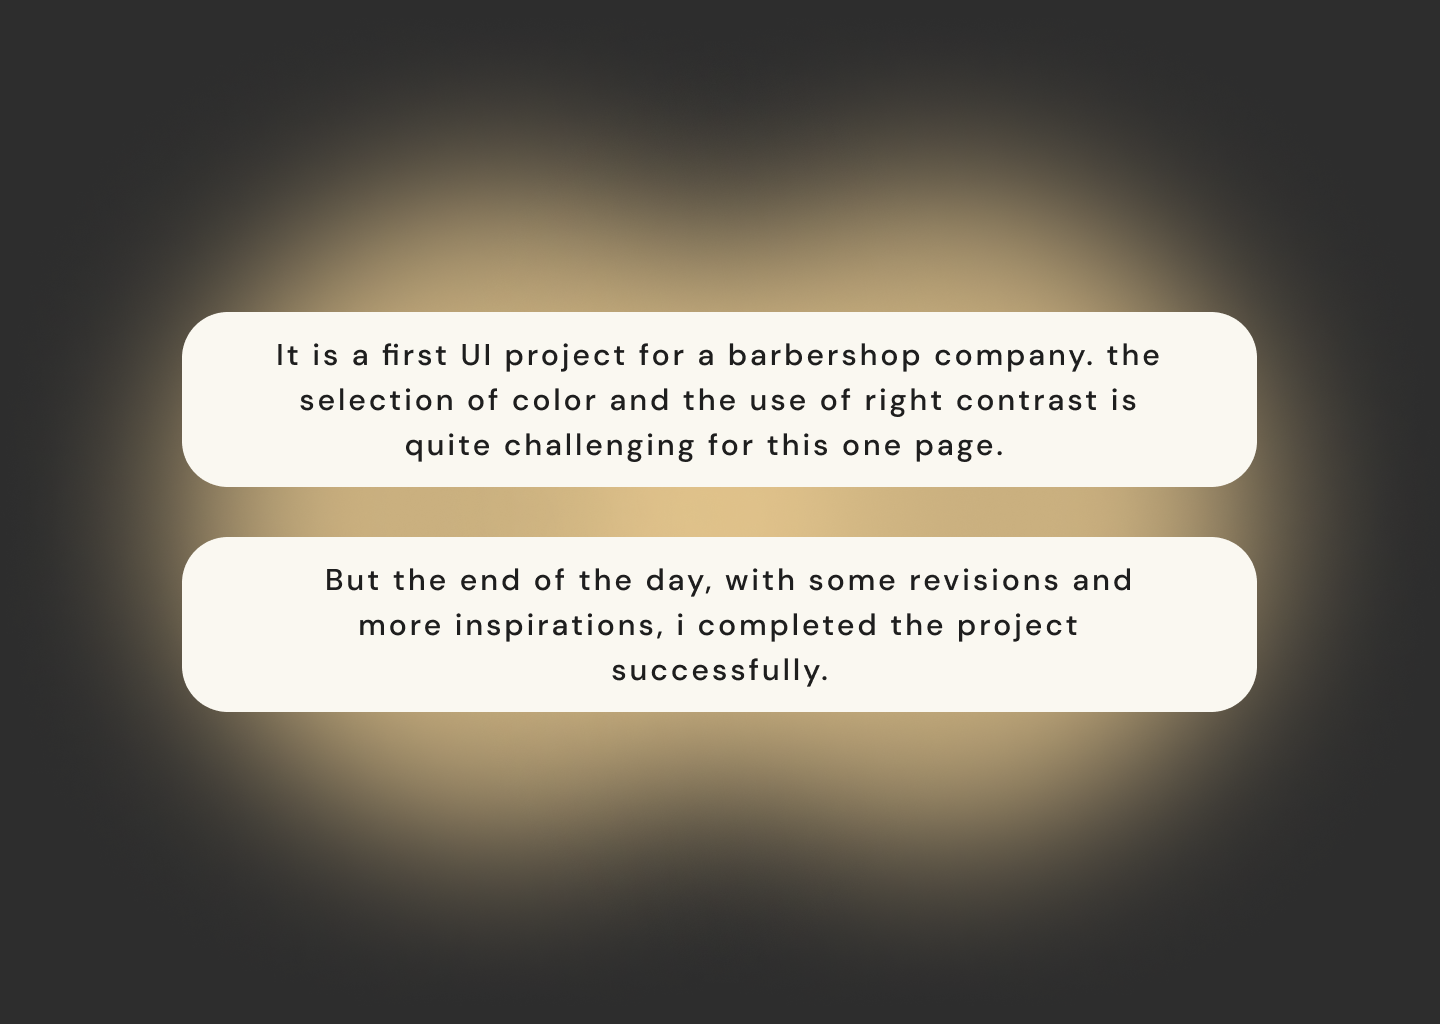 It is a first UI project for a barbershop company. the
selection of color and the use of right contrast is
quite challenging for this one page.
But the end of the day, with some revisions and
more inspirations, i completed the project
successfully.